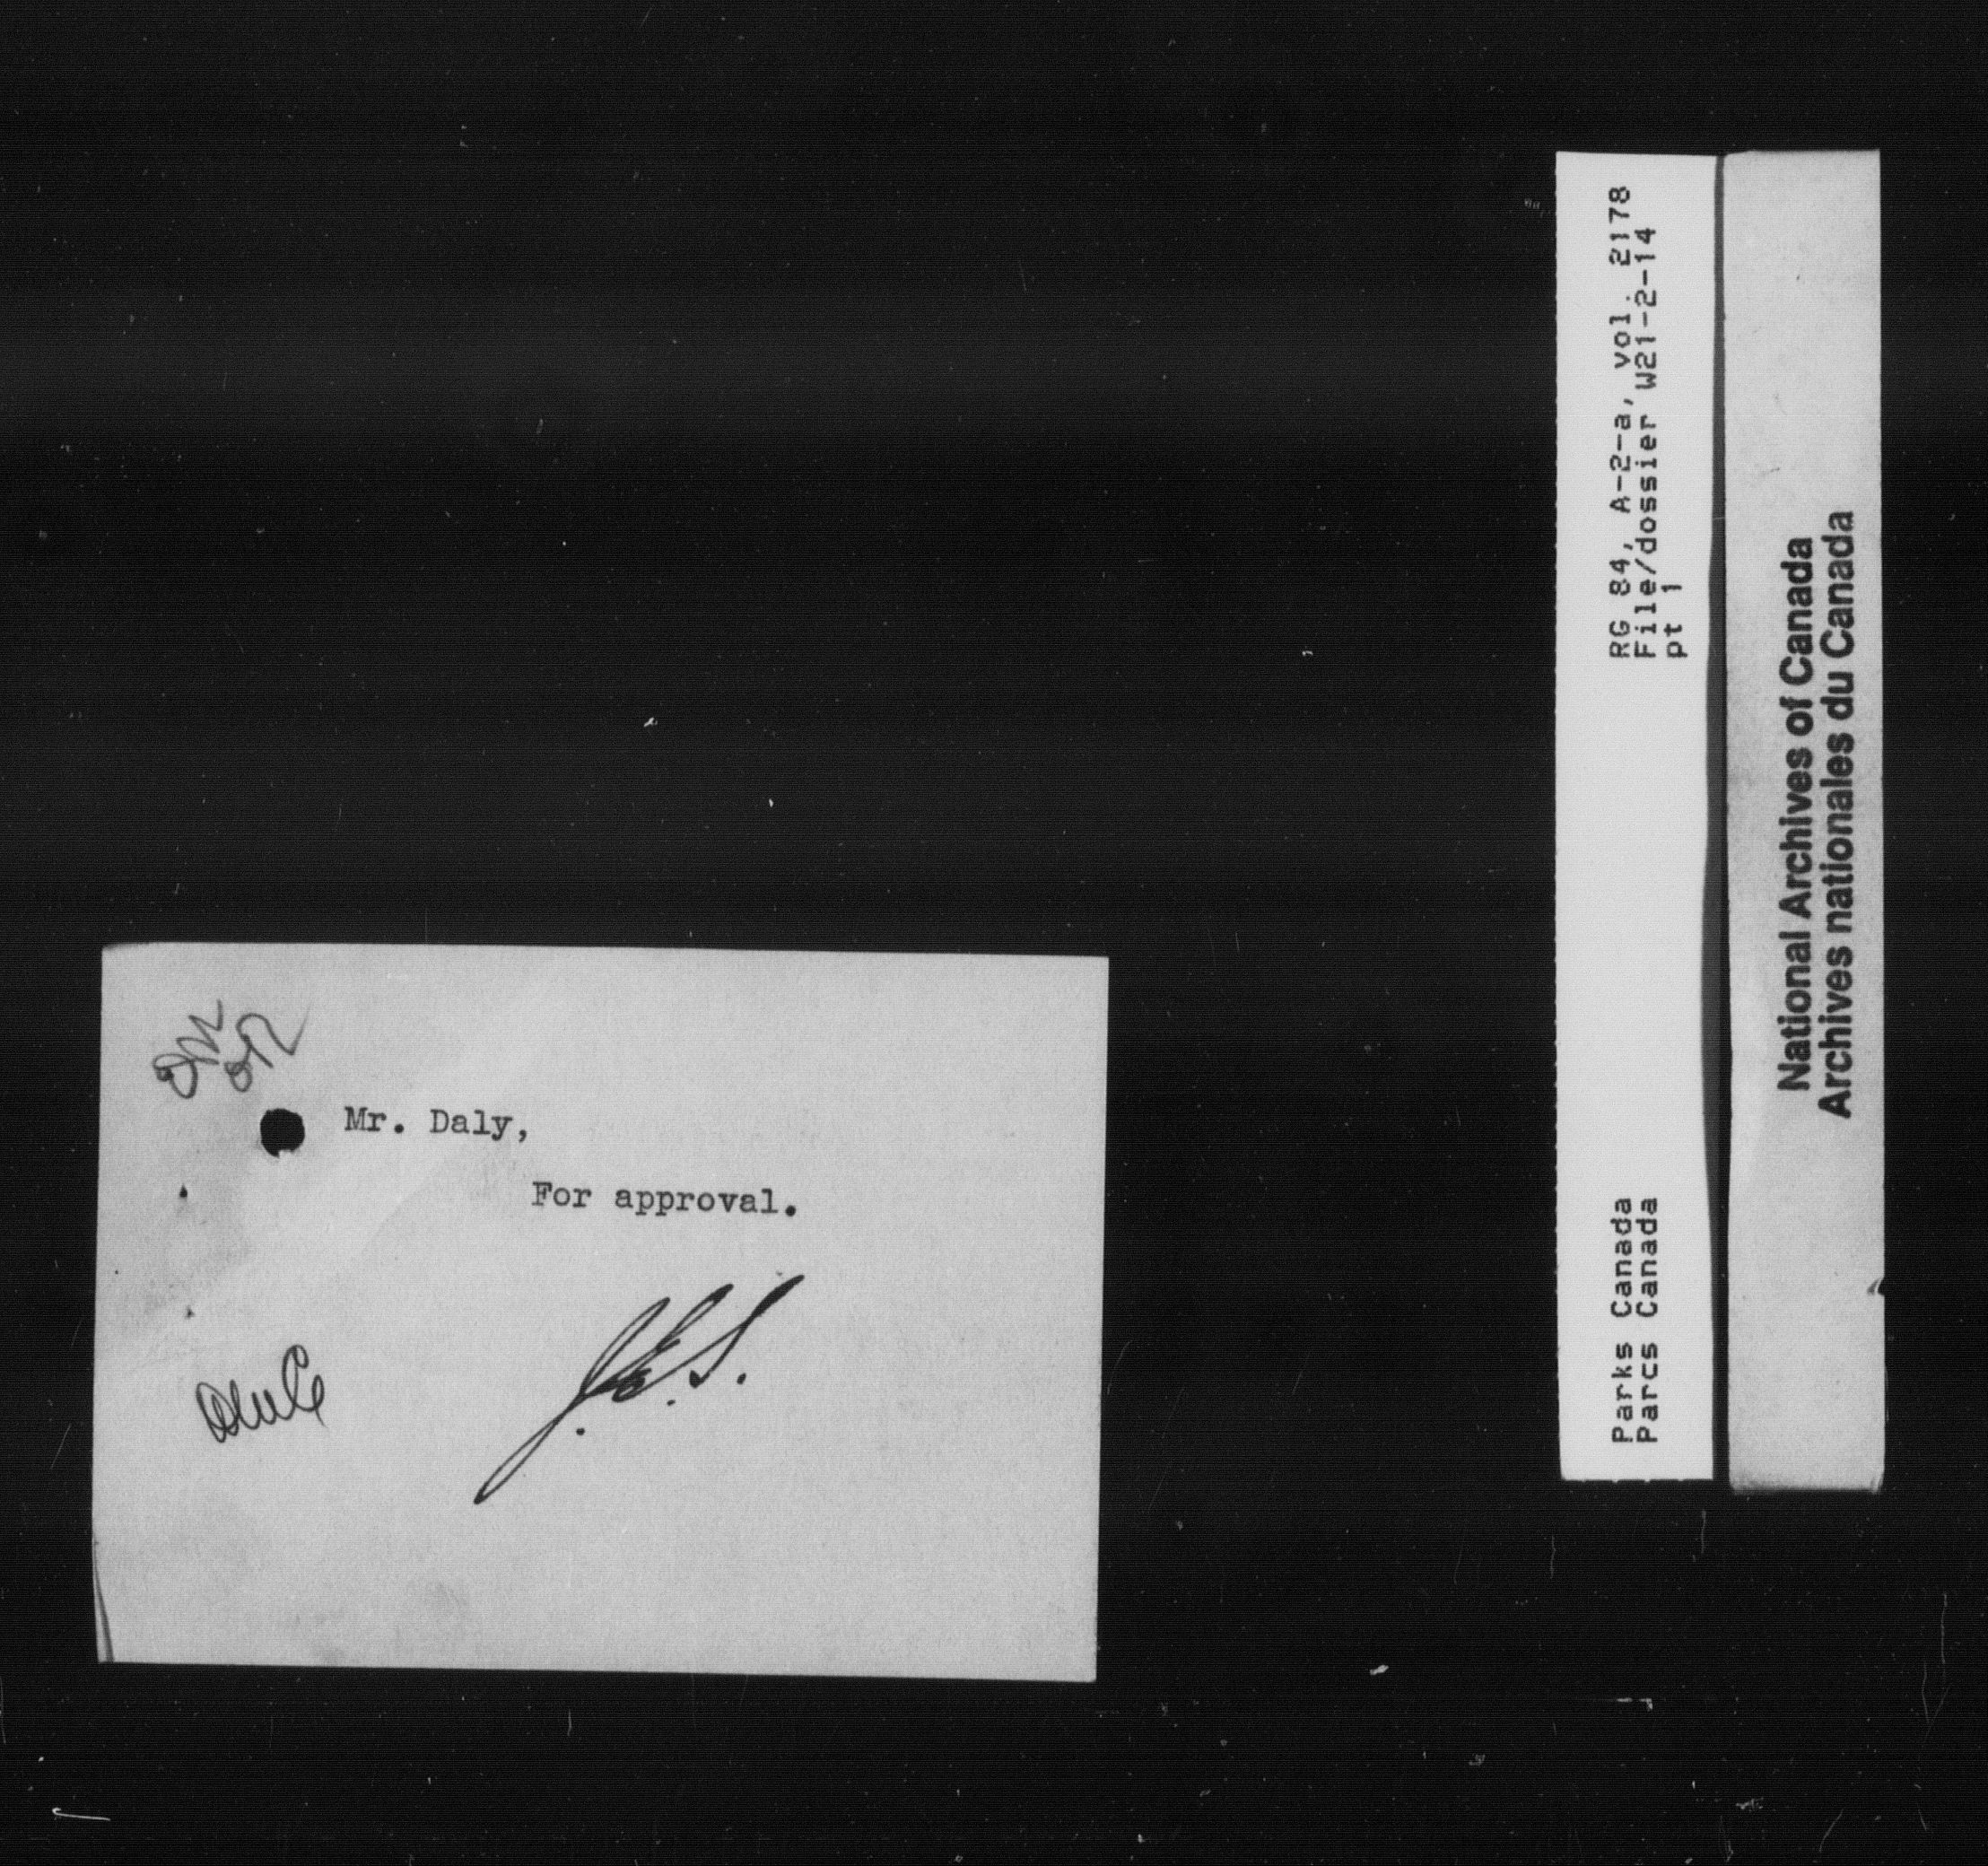 Mr. Daly,
For approval.
J.E.S.
RG 84, A-2-a, vol. 2178
File/dossier W21-2-14
pt 1
Parks Canada
Parcs Canada
National Archives of Canada
Archives nationales du Canada